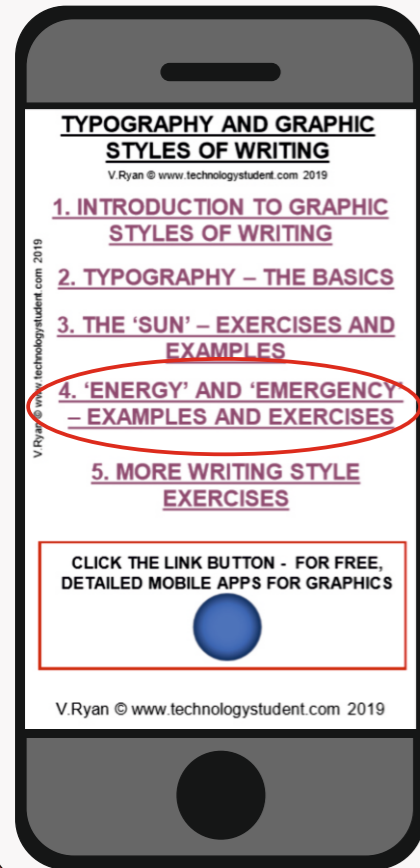 TYPOGRAPHY AND GRAPHIC
STYLES OF WRITING
V.Ryan © www.technologystudent.com 2019
1. INTRODUCTION TO GRAPHIC
STYLES OF WRITING
2. TYPOGRAPHY – THE BASICS
3. THE ‘SUN’ – EXERCISES AND
EXAMPLES
4. ‘ENERGY’ AND ‘EMERGENCY’
– EXAMPLES AND EXERCISES
5. MORE WRITING STYLE
EXERCISES
V.Ryan © www.technologystudent.com 2019
CLICK THE LINK BUTTON - FOR FREE,
DETAILED MOBILE APPS FOR GRAPHICS
V.Ryan © www.technologystudent.com 2019